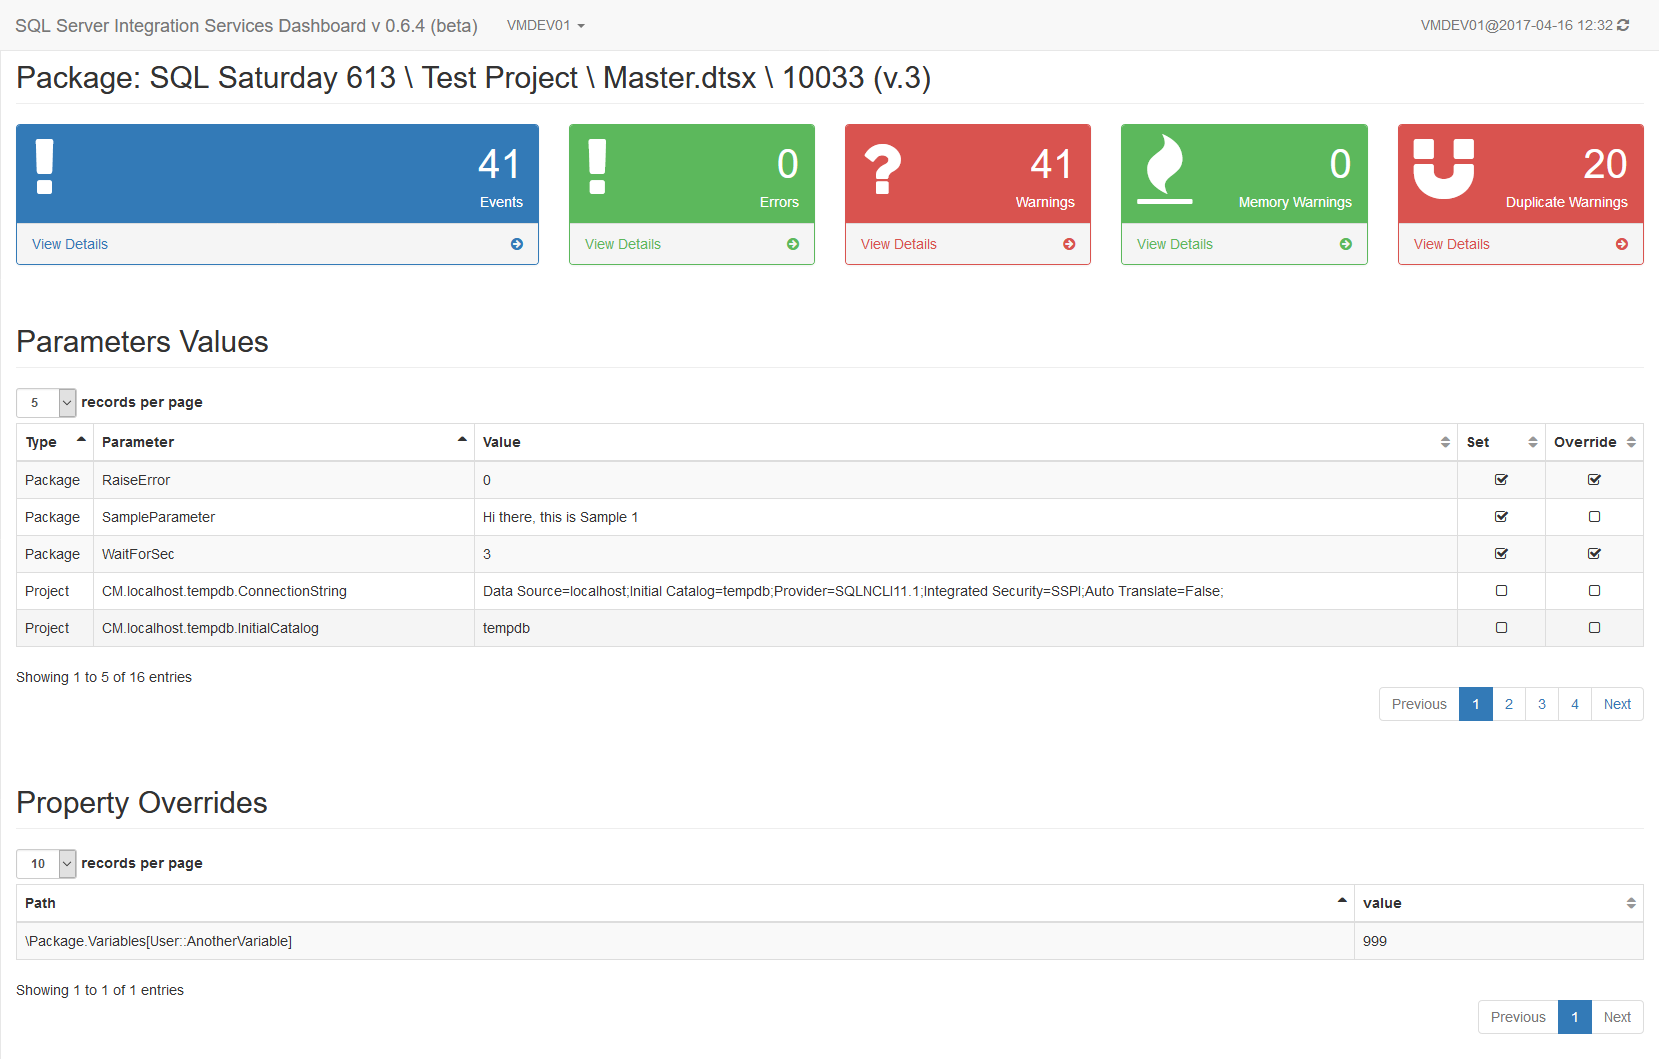 SQL Server Integration Services Dashboard v 0.6.4 (beta) VMDEV01 VMDEV01@2017-04-16 12:32
Package: SQL Saturday 613 \ Test Project \ Master.dtsx \ 10033 (v.3)
41 0 41 0 20
Events Errors Warnings Memory Warnings Duplicate Warnings
View Details View Details View Details View Details View Details
Parameters Values
5 records per page
Type Parameter Value Set Override
Package RaiseError 0
Package SampleParameter Hi there, this is Sample 1
Package WaitForSec 3
Project CM.localhost.tempdb.ConnectionString Data Source=localhost;Initial Catalog=tempdb;Provider=SQLNCLI11.1;Integrated Security=SSPI;Auto Translate=False;
Project CM.localhost.tempdb.InitialCatalog tempdb
Showing 1 to 5 of 16 entries
Previous 1 2 3 4 Next
Property Overrides
10 records per page
Path value
\Package.Variables[User::AnotherVariable] 999
Showing 1 to 1 of 1 entries
Previous 1 Next